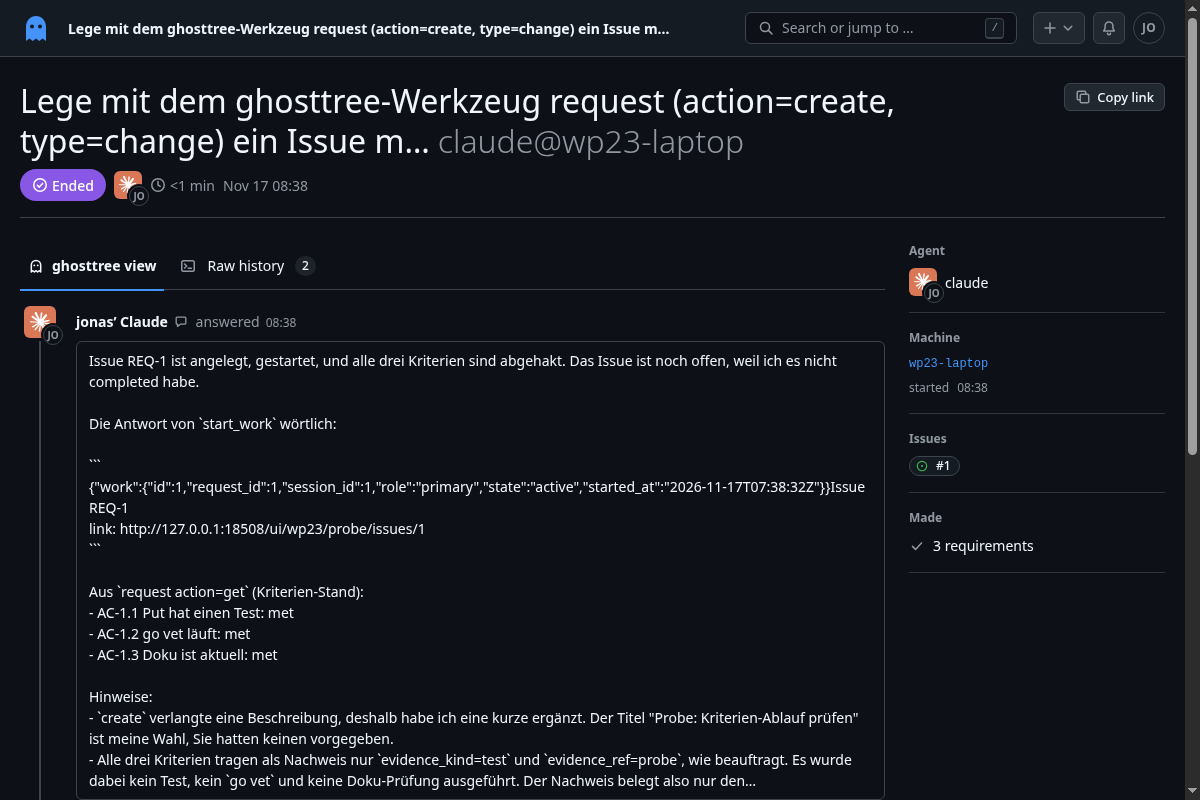 Lege mit dem ghosttree-Werkzeug request (action=create, type=change) ein Issue m...
Search or jump to ...
/
JO
Lege mit dem ghosttree-Werkzeug request (action=create,
type=change) ein Issue m... claude@wp23-laptop
Copy link
Ended
JO
<1 min
Nov 17 08:38
ghosttree view
Raw history
2
Agent
JO
claude
Machine
wp23-laptop
started 08:38
Issues
#1
Made
3 requirements
JO
jonas’ Claude
answered 08:38
Issue REQ-1 ist angelegt, gestartet, und alle drei Kriterien sind abgehakt. Das Issue ist noch offen, weil ich es nicht
completed habe.
Die Antwort von `start_work` wörtlich:
```
{"work":{"id":1,"request_id":1,"session_id":1,"role":"primary","state":"active","started_at":"2026-11-17T07:38:32Z"}}Issue
REQ-1
link: http://127.0.0.1:18508/ui/wp23/probe/issues/1
```
Aus `request action=get` (Kriterien-Stand):
- AC-1.1 Put hat einen Test: met
- AC-1.2 go vet läuft: met
- AC-1.3 Doku ist aktuell: met
Hinweise:
- `create` verlangte eine Beschreibung, deshalb habe ich eine kurze ergänzt. Der Titel "Probe: Kriterien-Ablauf prüfen"
ist meine Wahl, Sie hatten keinen vorgegeben.
- Alle drei Kriterien tragen als Nachweis nur `evidence_kind=test` und `evidence_ref=probe`, wie beauftragt. Es wurde
dabei kein Test, kein `go vet` und keine Doku-Prüfung ausgeführt. Der Nachweis belegt also nur den...